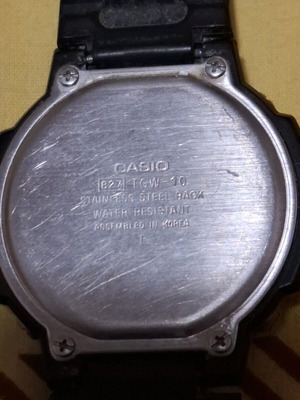 CASIO
827 TGW-10
STAINLESS STEEL BACK
WATER RESISTANT
ASSEMBLED IN KOREA